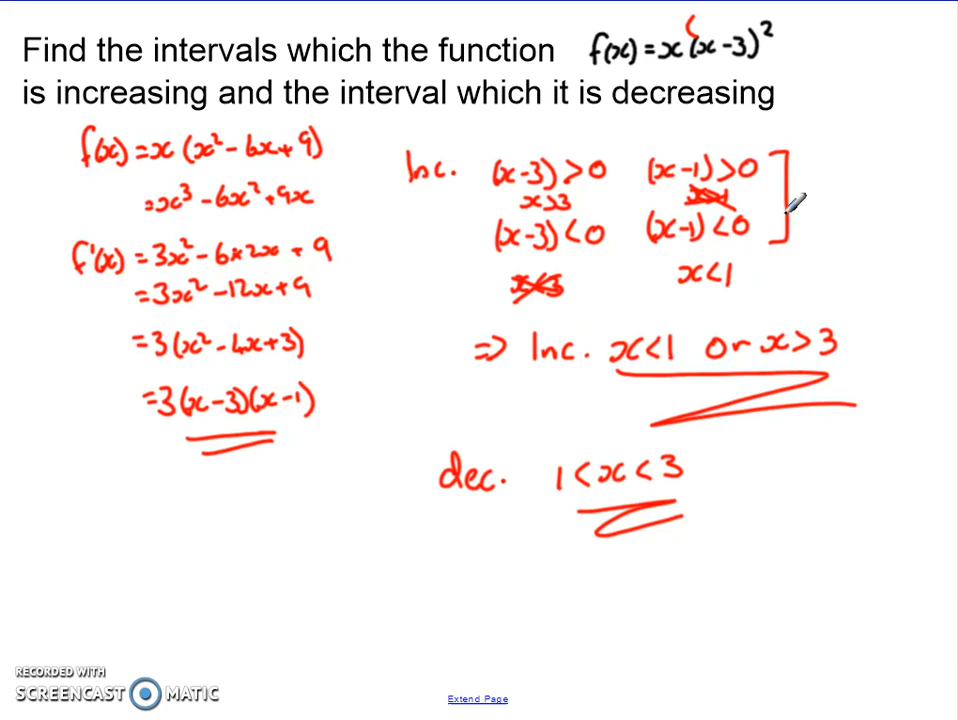 Find the intervals which the function f(x) = x(x-3)²
is increasing and the interval which it is decreasing
f(x) = x (x² - 6x + 9)
= x³ - 6x² + 9x
f'(x) = 3x² - 6×2x + 9
= 3x² - 12x + 9
= 3(x² - 4x + 3)
= 3(x-3)(x-1)
Inc. (x-3) > 0 (x-1) > 0
x>3 x>1
(x-3) < 0 (x-1) < 0
x<3 x<1
⇒ Inc. x<1 or x>3
dec. 1 < x < 3
RECORDED WITH
SCREENCAST MATIC
Extend Page